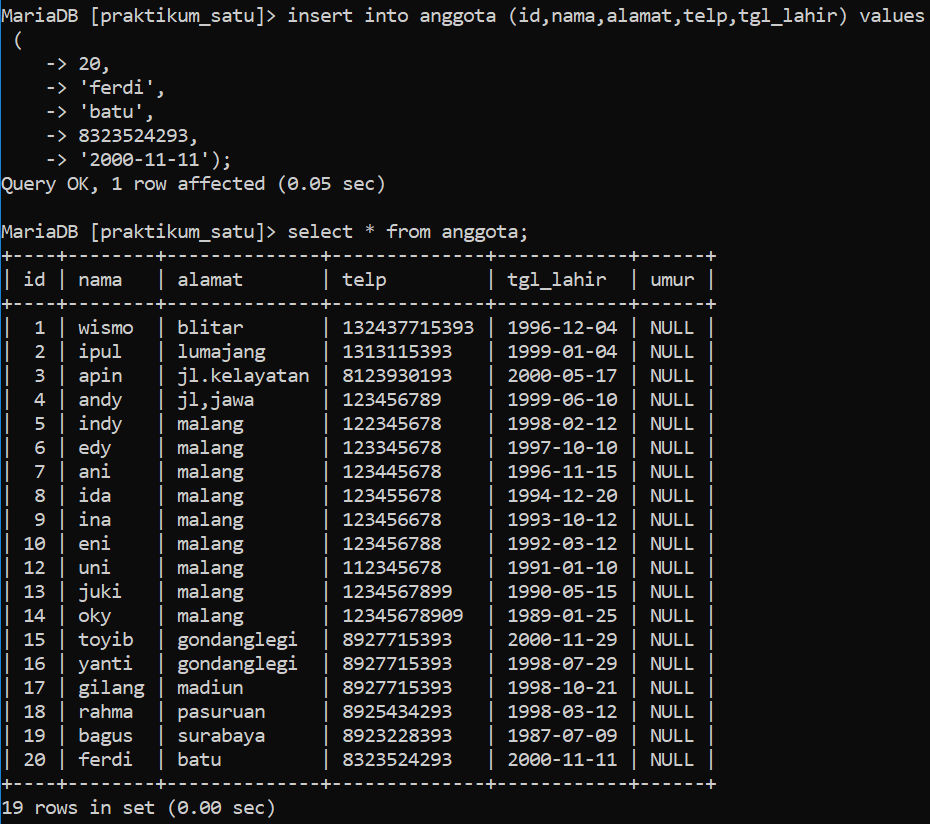 MariaDB [praktikum_satu]> insert into anggota (id,nama,alamat,telp,tgl_lahir) values
 (
    -> 20,
    -> 'ferdi',
    -> 'batu',
    -> 8323524293,
    -> '2000-11-11');
Query OK, 1 row affected (0.05 sec)

MariaDB [praktikum_satu]> select * from anggota;
+----+--------+--------------+--------------+------------+------+
| id | nama   | alamat       | telp         | tgl_lahir  | umur |
+----+--------+--------------+--------------+------------+------+
|  1 | wismo  | blitar       | 132437715393 | 1996-12-04 | NULL |
|  2 | ipul   | lumajang     | 1313115393   | 1999-01-04 | NULL |
|  3 | apin   | jl.kelayatan | 8123930193   | 2000-05-17 | NULL |
|  4 | andy   | jl,jawa      | 123456789    | 1999-06-10 | NULL |
|  5 | indy   | malang       | 122345678    | 1998-02-12 | NULL |
|  6 | edy    | malang       | 123345678    | 1997-10-10 | NULL |
|  7 | ani    | malang       | 123445678    | 1996-11-15 | NULL |
|  8 | ida    | malang       | 123455678    | 1994-12-20 | NULL |
|  9 | ina    | malang       | 123456678    | 1993-10-12 | NULL |
| 10 | eni    | malang       | 123456788    | 1992-03-12 | NULL |
| 12 | uni    | malang       | 112345678    | 1991-01-10 | NULL |
| 13 | juki   | malang       | 1234567899   | 1990-05-15 | NULL |
| 14 | oky    | malang       | 12345678909  | 1989-01-25 | NULL |
| 15 | toyib  | gondanglegi  | 8927715393   | 2000-11-29 | NULL |
| 16 | yanti  | gondanglegi  | 8927715393   | 1998-07-29 | NULL |
| 17 | gilang | madiun       | 8927715393   | 1998-10-21 | NULL |
| 18 | rahma  | pasuruan     | 8925434293   | 1998-03-12 | NULL |
| 19 | bagus  | surabaya     | 8923228393   | 1987-07-09 | NULL |
| 20 | ferdi  | batu         | 8323524293   | 2000-11-11 | NULL |
+----+--------+--------------+--------------+------------+------+
19 rows in set (0.00 sec)